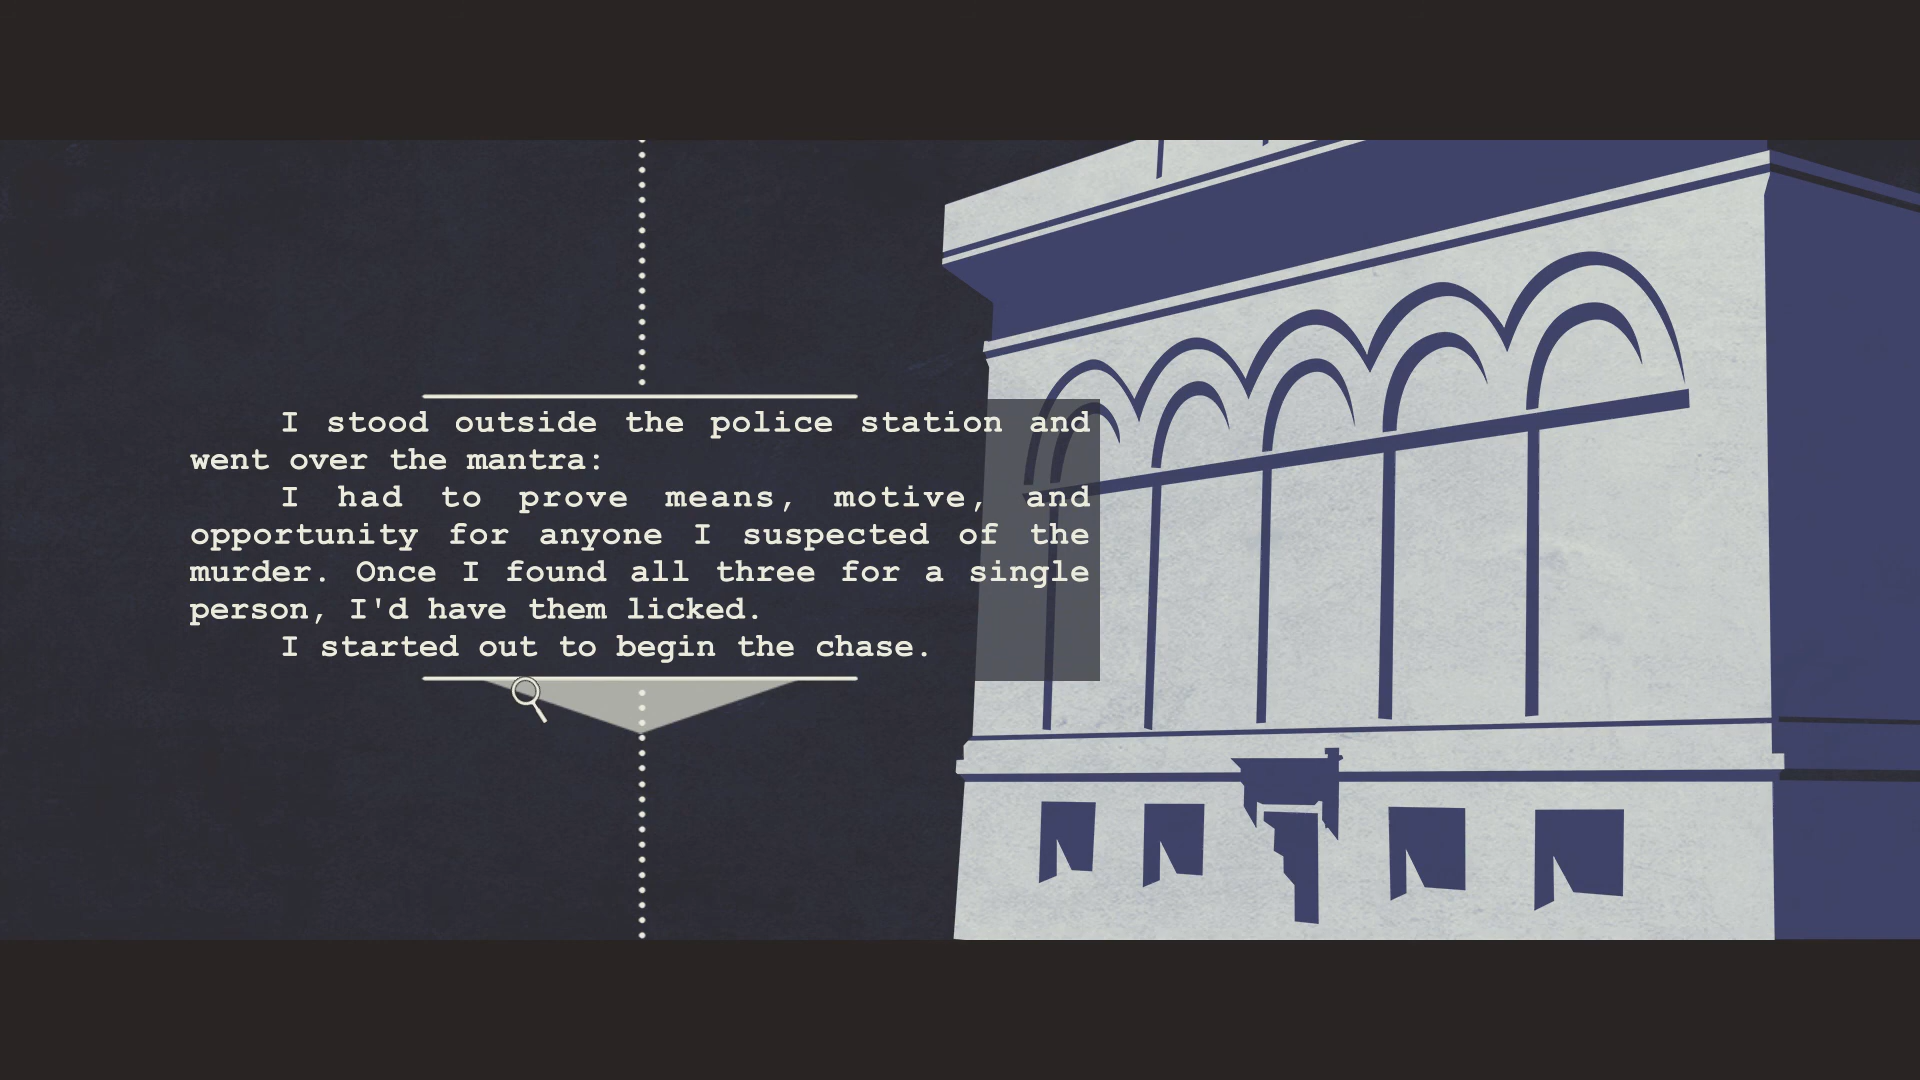 I stood outside the police station and
went over the mantra:
I had to prove means, motive, and
opportunity for anyone I suspected of the
murder. Once I found all three for a single
person, I'd have them licked.
I started out to begin the chase.